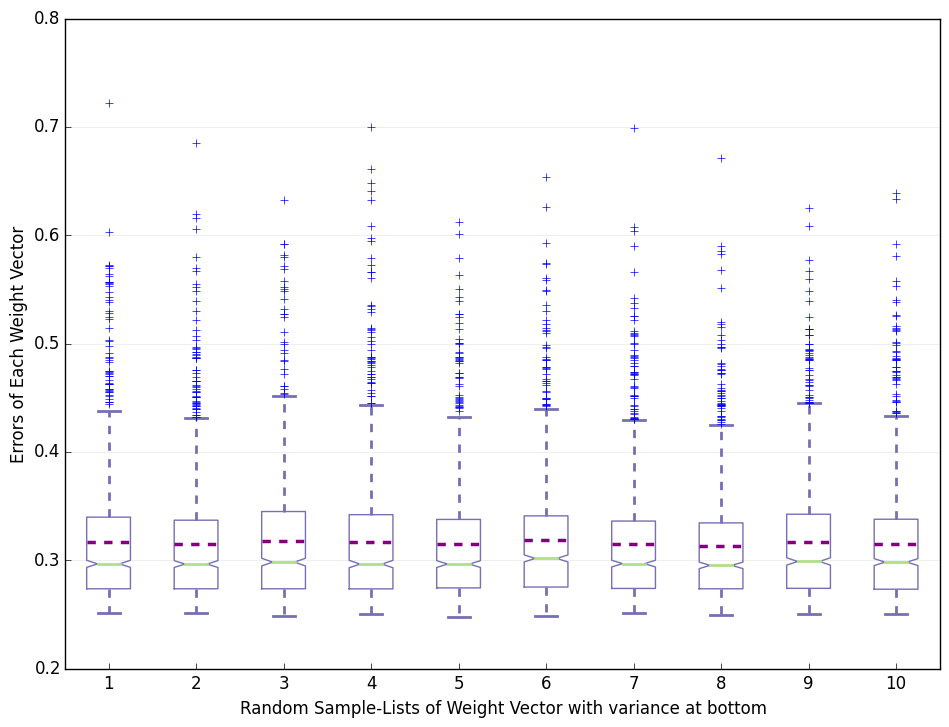 0.8
0.7
0.6
0.5
0.4
0.3
0.2
Errors of Each Weight Vector
1 2 3 4 5 6 7 8 9 10
Random Sample-Lists of Weight Vector with variance at bottom